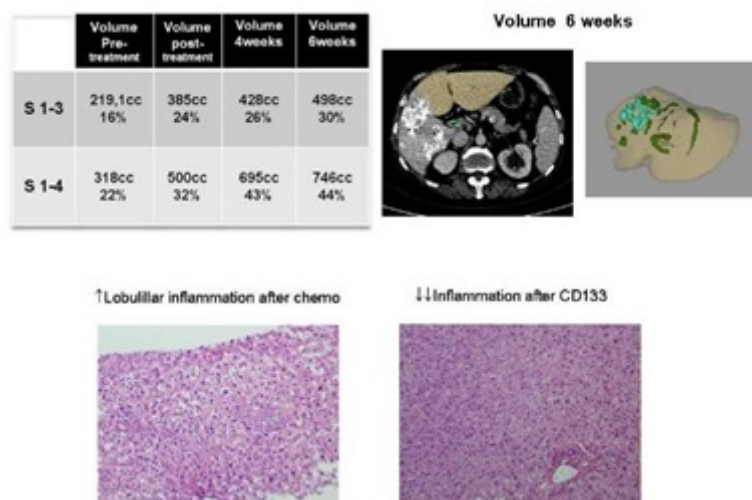 Volume Pre-treatment
Volume post-treatment
Volume 4weeks
Volume 6weeks
S 1-3
219,1cc 16%
385cc 24%
428cc 26%
498cc 30%
S 1-4
318cc 22%
500cc 32%
695cc 43%
746cc 44%
Volume 6 weeks
↑Lobulillar inflammation after chemo
↓↓Inflammation after CD133